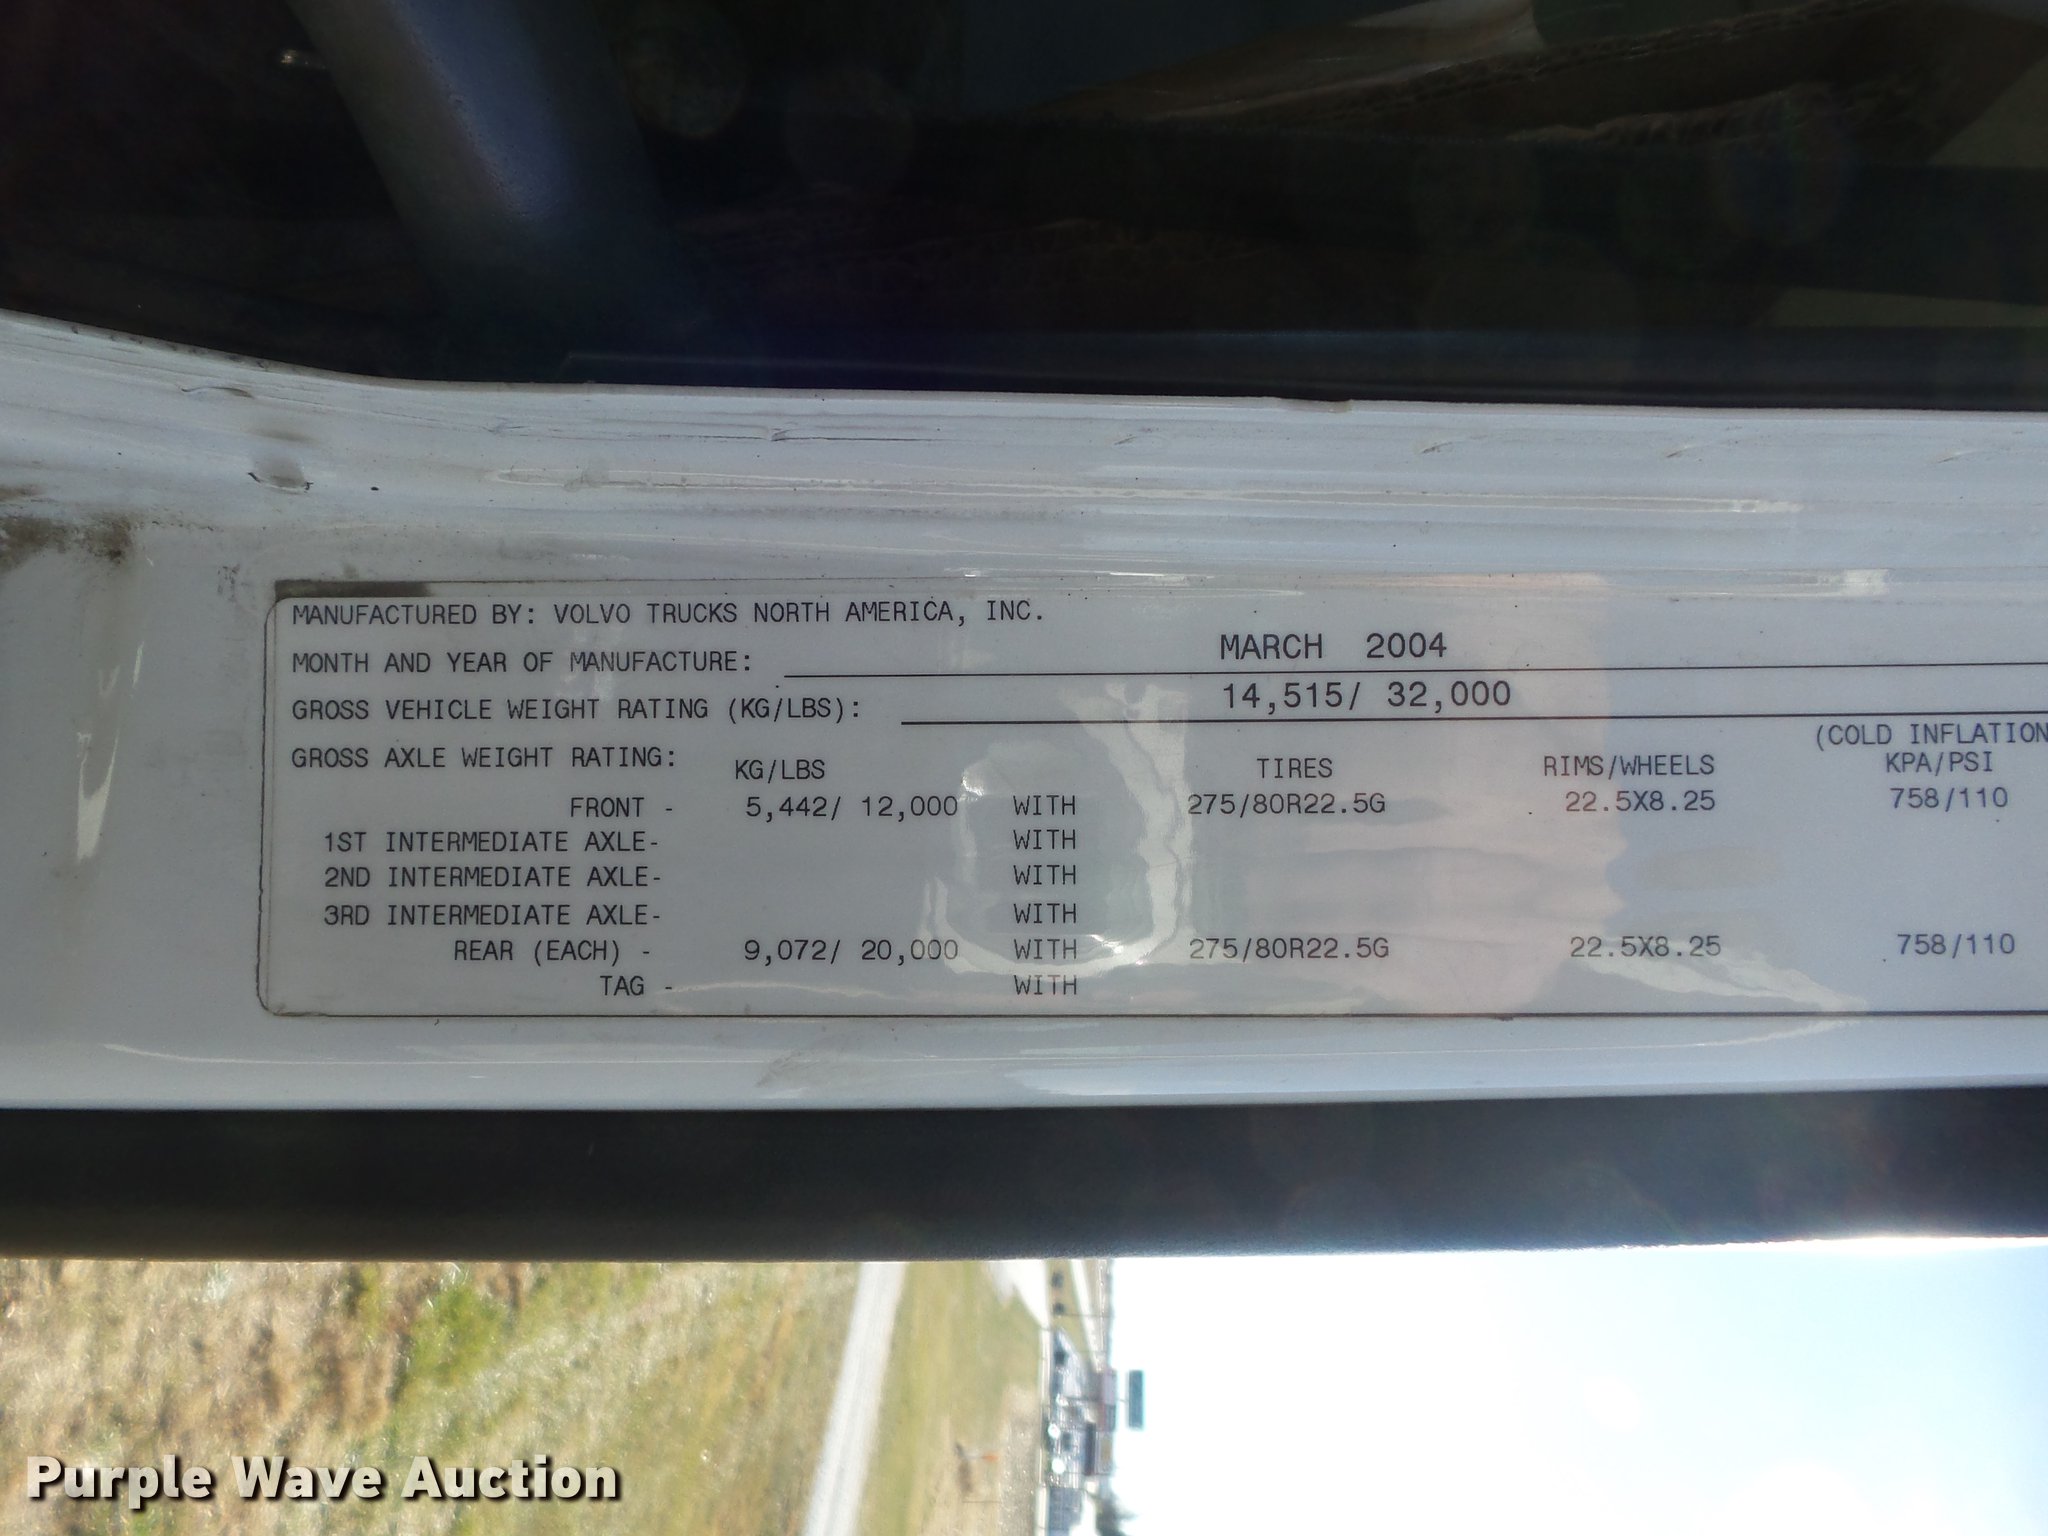 MANUFACTURED BY: VOLVO TRUCKS NORTH AMERICA, INC.
MONTH AND YEAR OF MANUFACTURE: MARCH 2004
GROSS VEHICLE WEIGHT RATING (KG/LBS): 14,515/ 32,000
(COLD INFLATION
GROSS AXLE WEIGHT RATING: KG/LBS TIRES RIMS/WHEELS KPA/PSI
FRONT - 5,442/ 12,000 WITH 275/80R22.5G 22.5X8.25 758/110
1ST INTERMEDIATE AXLE- WITH
2ND INTERMEDIATE AXLE- WITH
3RD INTERMEDIATE AXLE- WITH
REAR (EACH) - 9,072/ 20,000 WITH 275/80R22.5G 22.5X8.25 758/110
TAG - WITH
Purple Wave Auction